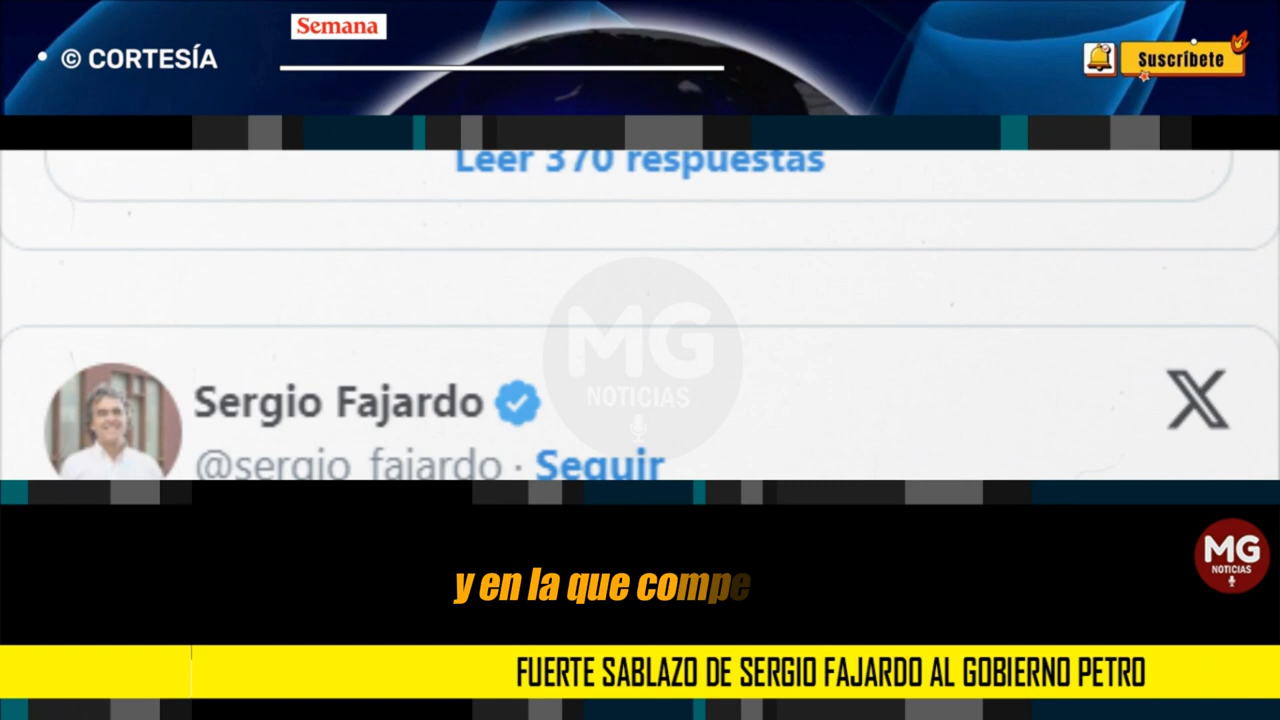 Semana
• © CORTESÍA
Suscríbete
Leer 370 respuestas
MG
NOTICIAS
Sergio Fajardo
X
@sergio_fajardo · Seguir
MG
NOTICIAS
y en la que compe
FUERTE SABLAZO DE SERGIO FAJARDO AL GOBIERNO PETRO